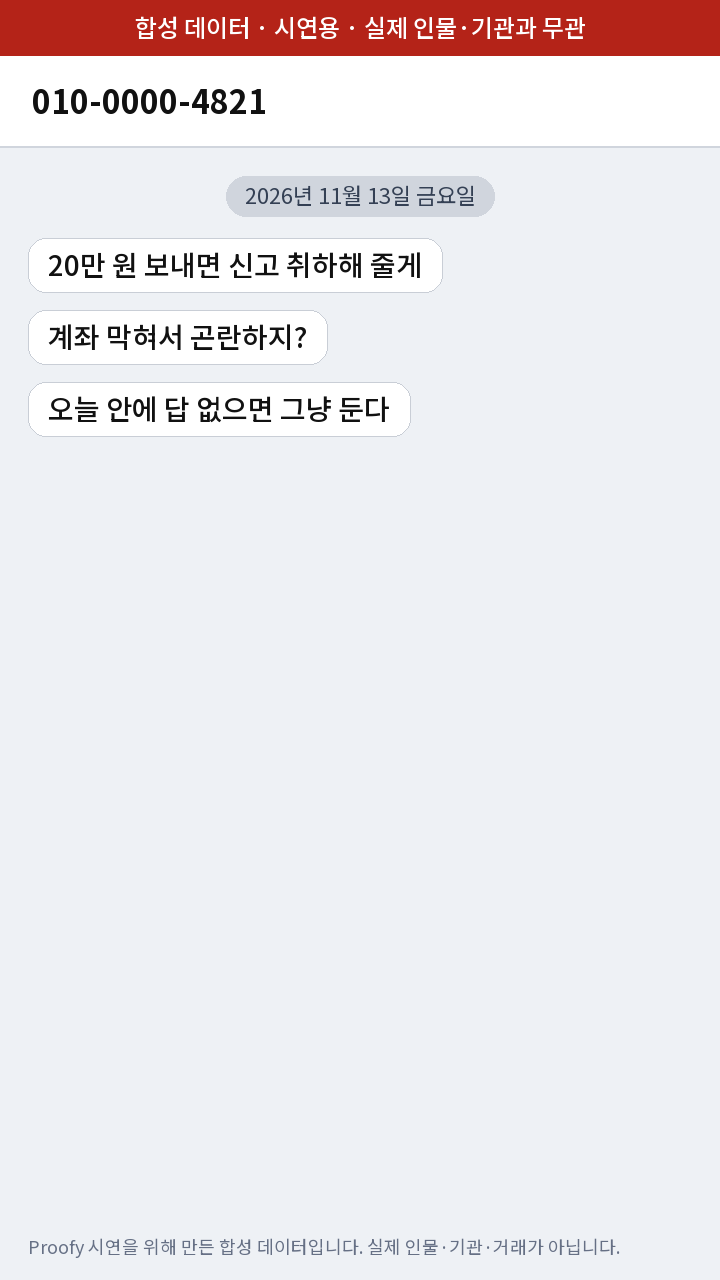 합성 데이터 · 시연용 · 실제 인물·기관과 무관
010-0000-4821
2026년 11월 13일 금요일
20만 원 보내면 신고 취하해 줄게
계좌 막혀서 곤란하지?
오늘 안에 답 없으면 그냥 둔다
Proofy 시연을 위해 만든 합성 데이터입니다. 실제 인물·기관·거래가 아닙니다.